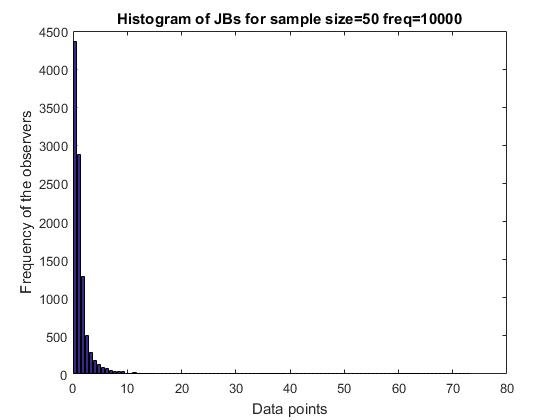 Histogram of JBs for sample size=50 freq=10000
4500
4000
3500
3000
2500
2000
1500
1000
500
0
Frequency of the observers
0 10 20 30 40 50 60 70 80
Data points